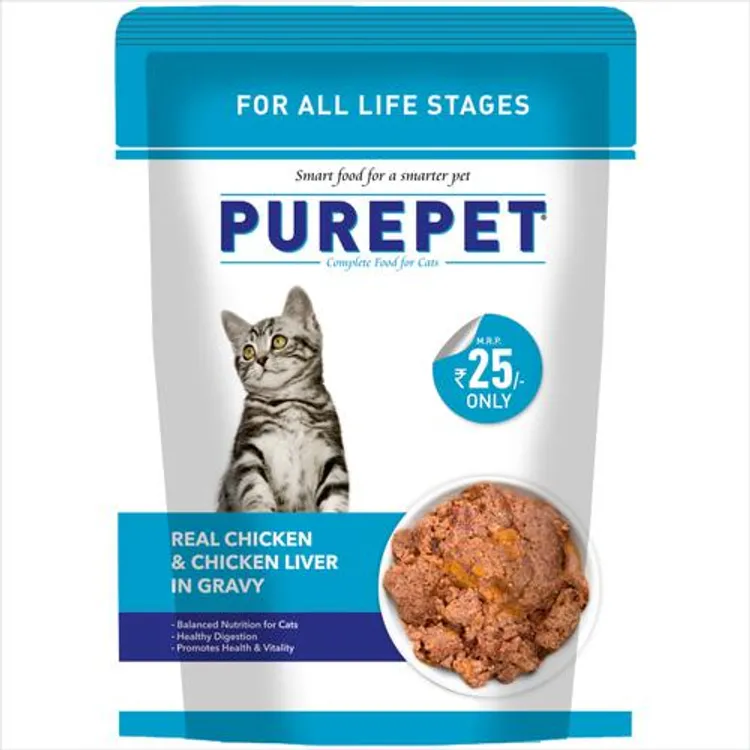 FOR ALL LIFE STAGES
Smart food for a smarter pet
PUREPET®
Complete Food for Cats
M.R.P.
₹25/-
ONLY
REAL CHICKEN
& CHICKEN LIVER
IN GRAVY
- Balanced Nutrition for Cats
- Healthy Digestion
- Promotes Health & Vitality